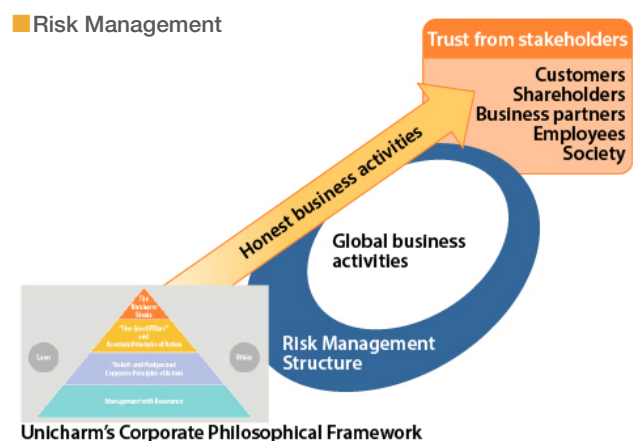 Risk Management
Trust from stakeholders
Customers
Shareholders
Business partners
Employees
Society
Honest business activities
Global business
activities
Risk Management
Structure
The
Unicharm
Ideals
"The Great Pillars"
and
Associate Principles of Action
"Beliefs and Pledges" and
Corporate Principles of Action
Management with
Laws
Ethics
Unicharm's Corporate Philosophical Framework